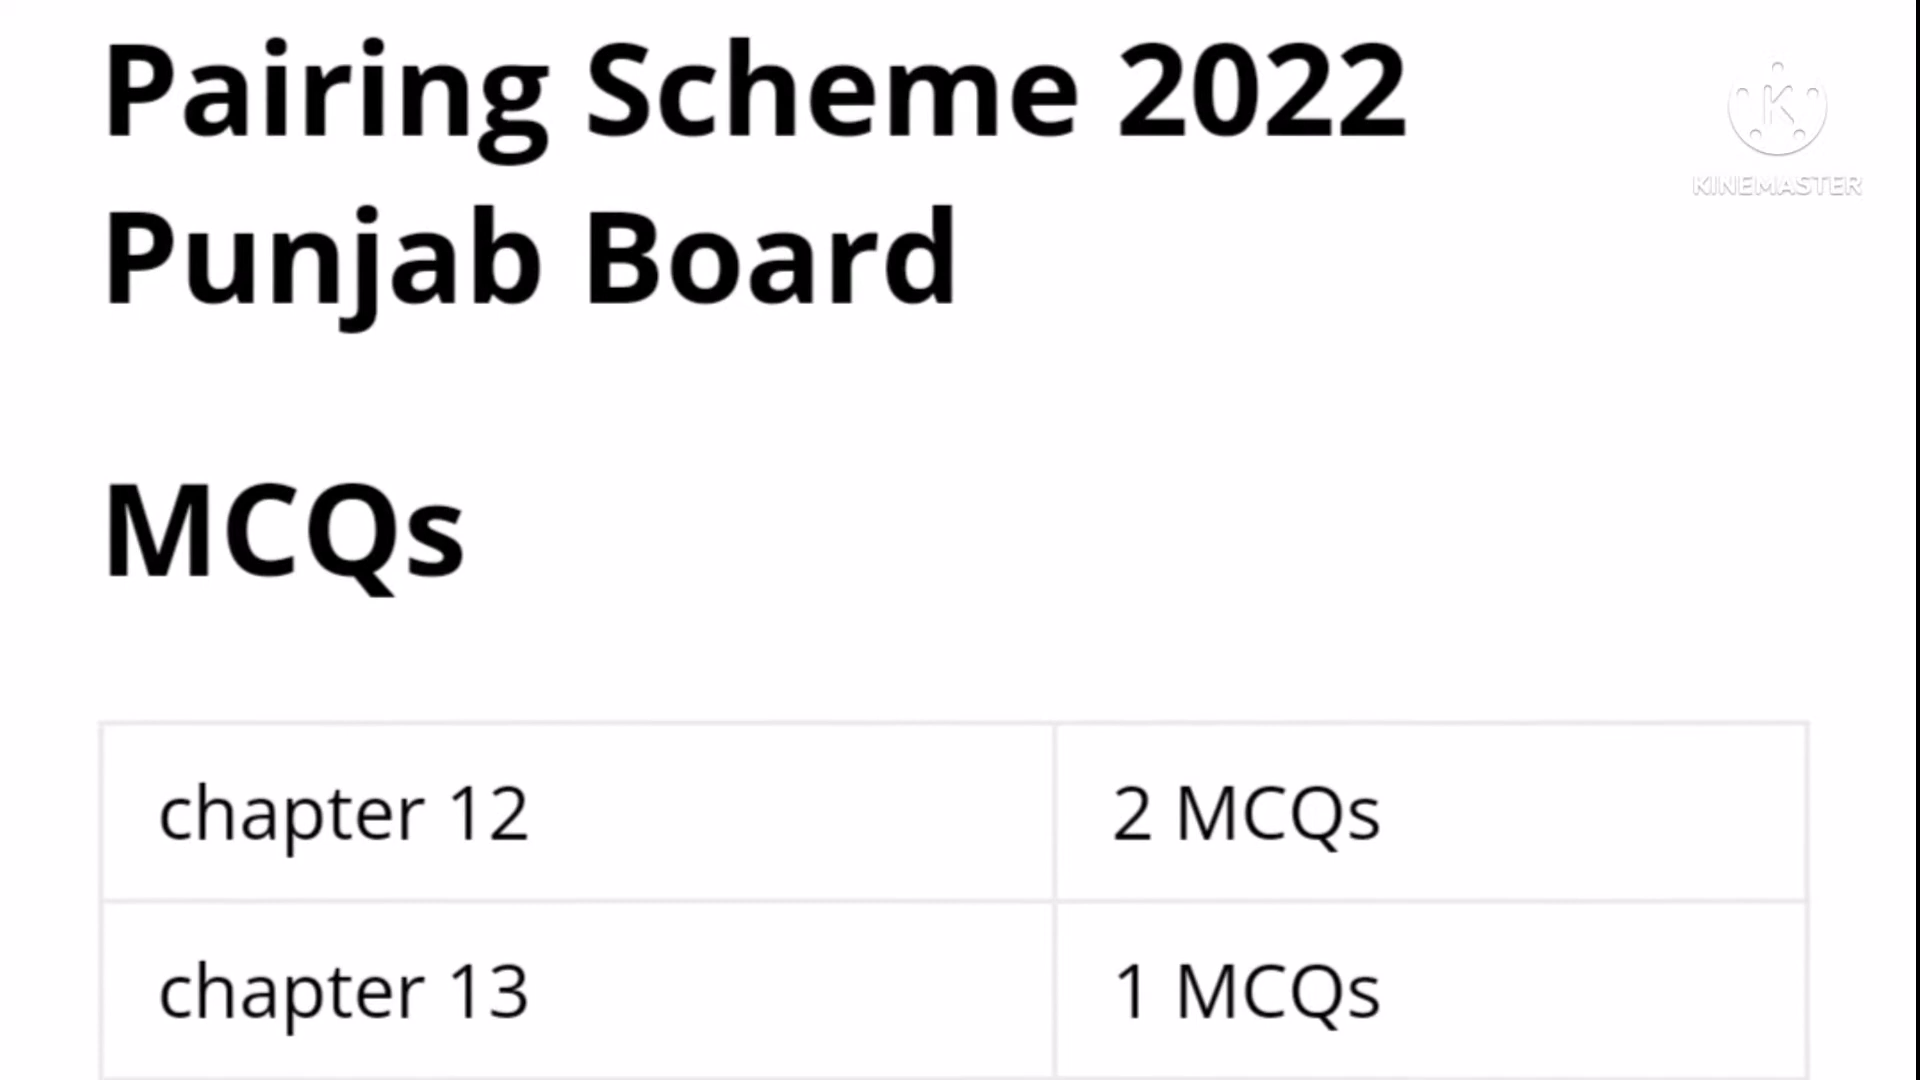 Pairing Scheme 2022
Punjab Board
KINEMASTER
MCQs
chapter 12 2 MCQs
chapter 13 1 MCQs